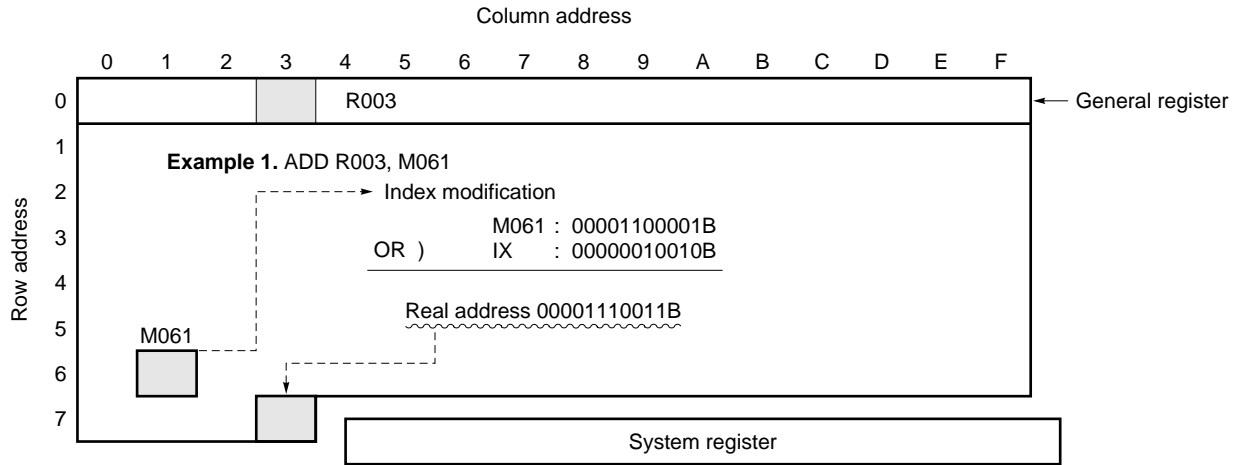 Column address
0 1 2 3 4 5 6 7 8 9 A B C D E F
0 R003 General register
1
Example 1. ADD R003, M061
2 Index modification
M061 : 00001100001B
3
OR ) IX : 00000010010B
4
Real address 00001110011B
5
M061
6
7
System register
Row address